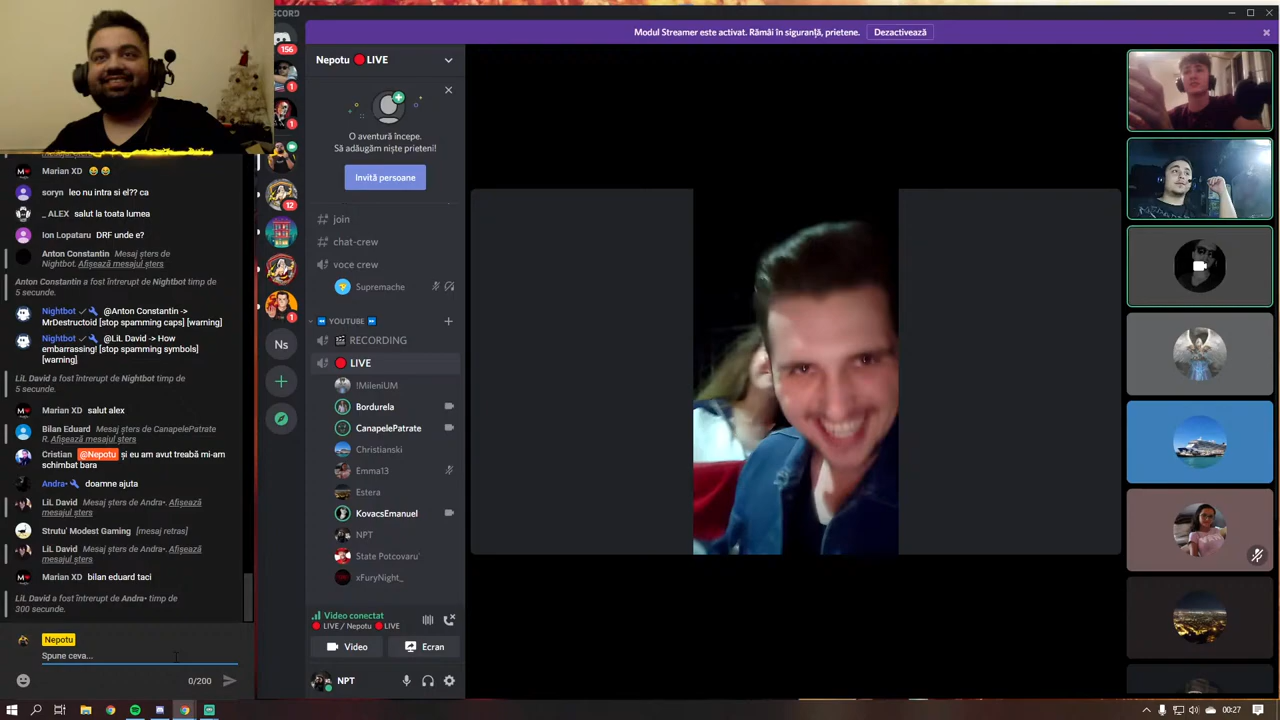 SCORD
Modul Streamer este activat. Rămâi în siguranță, prietene.
Dezactivează
156
1
1
12
1
Ns
Marian XD
soryn leo nu intra si el?? ca
_ ALEX salut la toata lumea
Ion Lopataru DRF unde e?
Anton Constantin Mesaj șters de
Nightbot. Afișează mesajul șters
Anton Constantin a fost întrerupt de Nightbot timp de
5 secunde.
Nightbot @Anton Constantin ->
MrDestructoid [stop spamming caps] [warning]
Nightbot @LiL David -> How
embarrassing! [stop spamming symbols]
[warning]
LiL David a fost întrerupt de Nightbot timp de
5 secunde.
Marian XD salut alex
Bilan Eduard Mesaj șters de CanapelePatrate
R. Afișează mesajul șters
Cristian @Nepotu și eu am avut treabă mi-am
schimbat bara
Andra• doamne ajuta
LiL David Mesaj șters de Andra•. Afișează
mesajul șters
Strutu' Modest Gaming [mesaj retras]
LiL David Mesaj șters de Andra•. Afișează
mesajul șters
Marian XD bilan eduard taci
LiL David a fost întrerupt de Andra• timp de
300 secunde.
Nepotu
Spune ceva...
0/200
Nepotu LIVE
O aventură începe.
Să adăugăm niște prieteni!
Invită persoane
join
chat-crew
voce crew
Supremache
YOUTUBE
RECORDING
LIVE
!MileniUM
Bordurela
CanapelePatrate
Christianski
Emma13
Estera
KovacsEmanuel
NPT
State Potcovaru'
xFuryNight_
Video conectat
LIVE / Nepotu LIVE
Video
Ecran
NPT
00:27